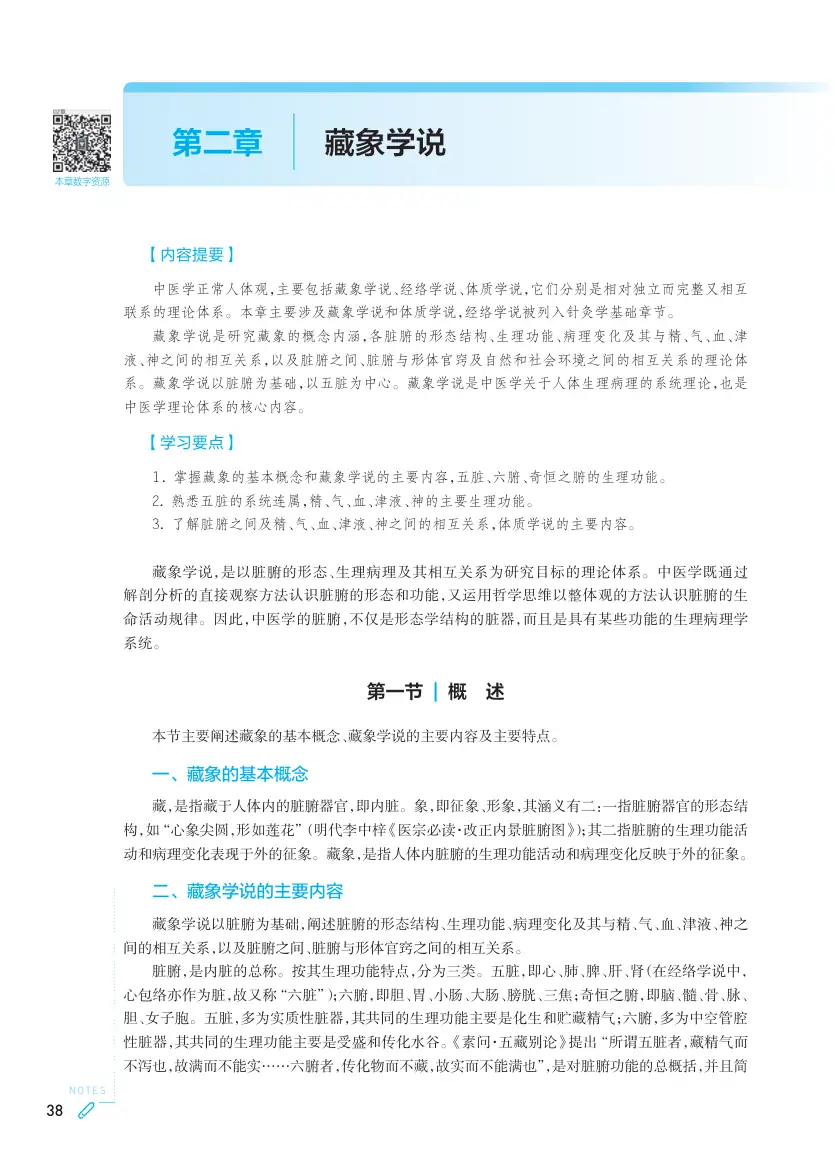 第二章 藏象学说
本章数字资源
【内容提要】
中医学正常人体观,主要包括藏象学说、经络学说、体质学说,它们分别是相对独立而完整又相互
联系的理论体系。本章主要涉及藏象学说和体质学说,经络学说被列入针灸学基础章节。
藏象学说是研究藏象的概念内涵,各脏腑的形态结构、生理功能、病理变化及其与精、气、血、津
液、神之间的相互关系,以及脏腑之间、脏腑与形体官窍及自然和社会环境之间的相互关系的理论体
系。藏象学说以脏腑为基础,以五脏为中心。藏象学说是中医学关于人体生理病理的系统理论,也是
中医学理论体系的核心内容。
【学习要点】
1. 掌握藏象的基本概念和藏象学说的主要内容,五脏、六腑、奇恒之腑的生理功能。
2. 熟悉五脏的系统连属,精、气、血、津液、神的主要生理功能。
3. 了解脏腑之间及精、气、血、津液、神之间的相互关系,体质学说的主要内容。
藏象学说,是以脏腑的形态、生理病理及其相互关系为研究目标的理论体系。中医学既通过
解剖分析的直接观察方法认识脏腑的形态和功能,又运用哲学思维以整体观的方法认识脏腑的生
命活动规律。因此,中医学的脏腑,不仅是形态学结构的脏器,而且是具有某些功能的生理病理学
系统。
第一节 | 概 述
本节主要阐述藏象的基本概念、藏象学说的主要内容及主要特点。
一、藏象的基本概念
藏,是指藏于人体内的脏腑器官,即内脏。象,即征象、形象,其涵义有二:一指脏腑器官的形态结
构,如“心象尖圆,形如莲花”(明代李中梓《医宗必读·改正内景脏腑图》);其二指脏腑的生理功能活
动和病理变化表现于外的征象。藏象,是指人体内脏腑的生理功能活动和病理变化反映于外的征象。
二、藏象学说的主要内容
藏象学说以脏腑为基础,阐述脏腑的形态结构、生理功能、病理变化及其与精、气、血、津液、神之
间的相互关系,以及脏腑之间、脏腑与形体官窍之间的相互关系。
脏腑,是内脏的总称。按其生理功能特点,分为三类。五脏,即心、肺、脾、肝、肾(在经络学说中,
心包络亦作为脏,故又称“六脏”);六腑,即胆、胃、小肠、大肠、膀胱、三焦;奇恒之腑,即脑、髓、骨、脉、
胆、女子胞。五脏,多为实质性脏器,其共同的生理功能主要是化生和贮藏精气;六腑,多为中空管腔
性脏器,其共同的生理功能主要是受盛和传化水谷。《素问·五藏别论》提出“所谓五脏者,藏精气而
不泻也,故满而不能实……六腑者,传化物而不藏,故实而不能满也”,是对脏腑功能的总概括,并且简
NOTES
38